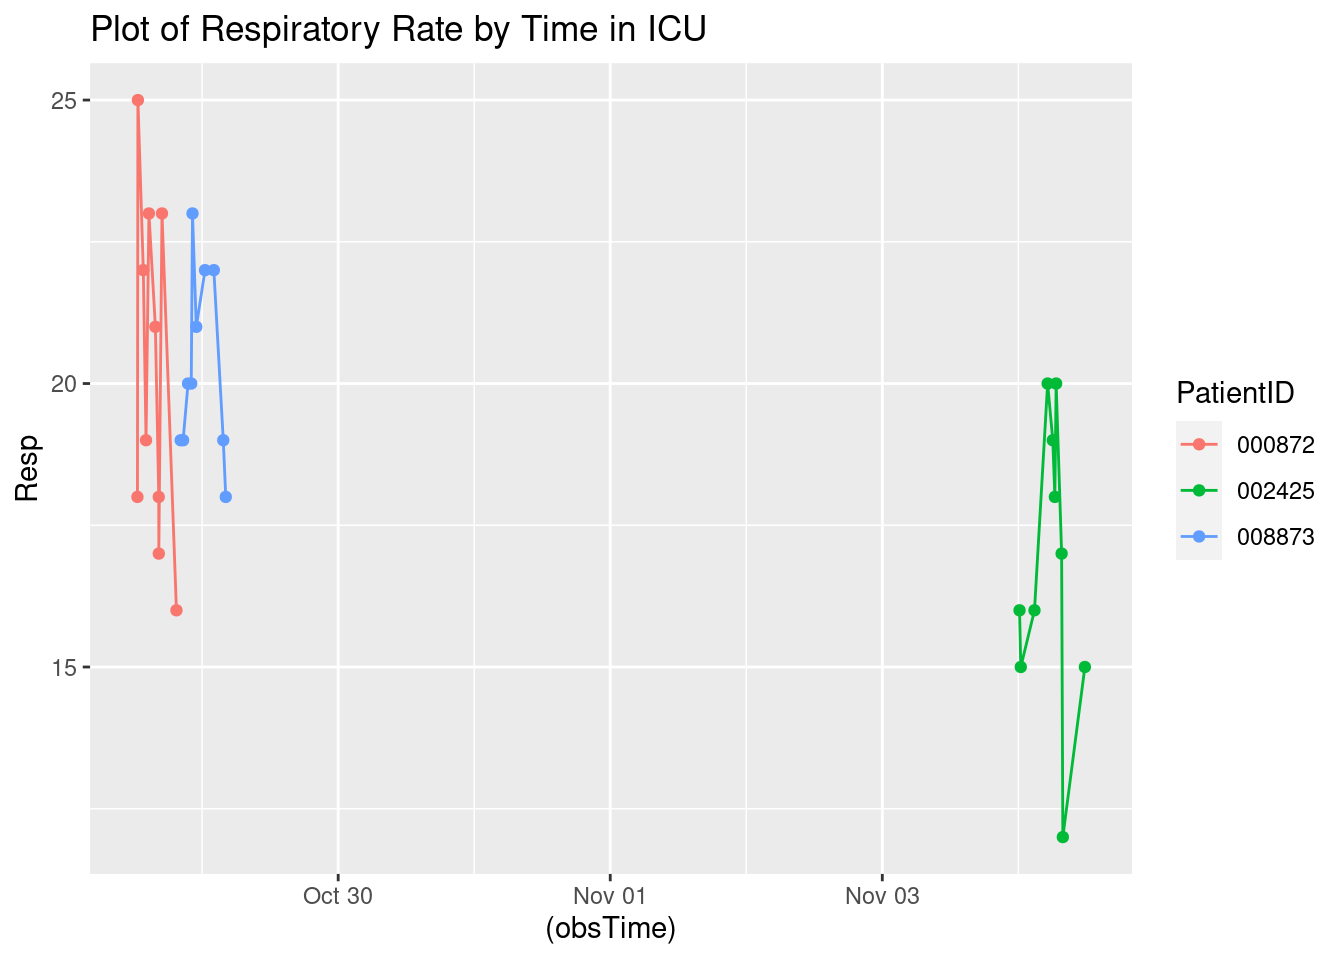 Plot of Respiratory Rate by Time in ICU
25
20
15
Resp
Oct 30
Nov 01
Nov 03
(obsTime)
PatientID
000872
002425
008873